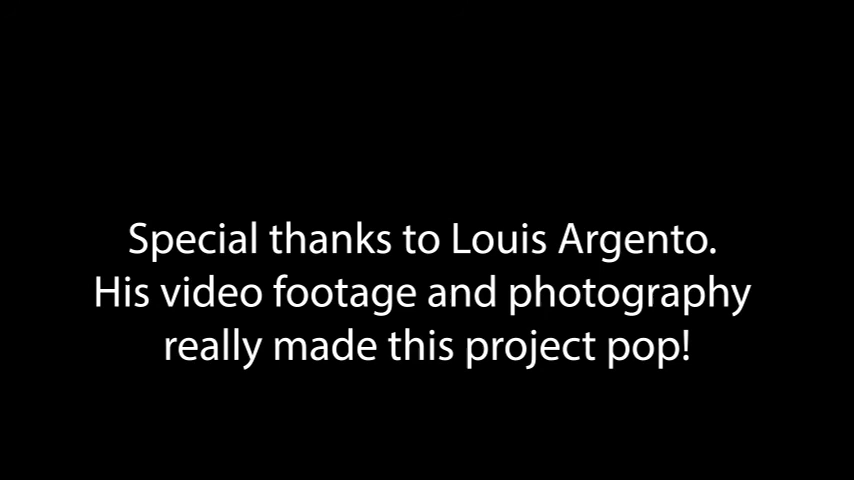 Special thanks to Louis Argento.
His video footage and photography
really made this project pop!